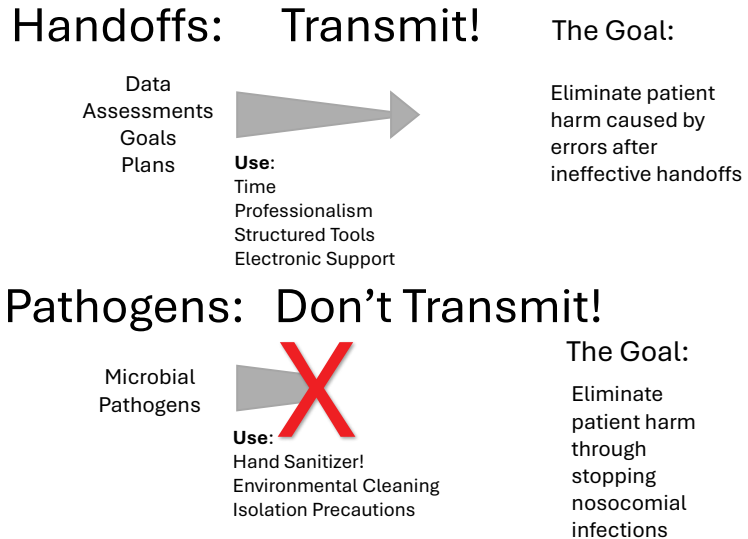 Handoffs: Transmit!
The Goal:
Data
Assessments
Goals
Plans
Use:
Time
Professionalism
Structured Tools
Electronic Support
Eliminate patient
harm caused by
errors after
ineffective handoffs
Pathogens: Don’t Transmit!
The Goal:
Microbial
Pathogens
X
Use:
Hand Sanitizer!
Environmental Cleaning
Isolation Precautions
Eliminate
patient harm
through
stopping
nosocomial
infections